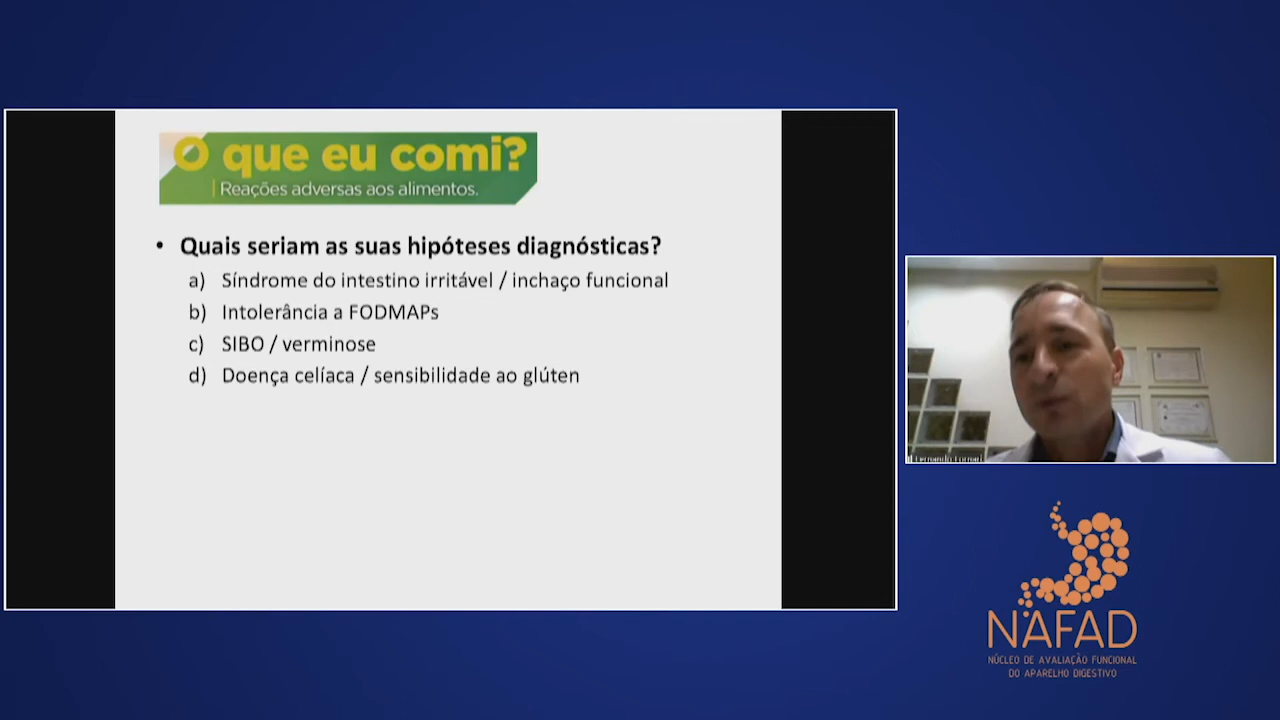 O que eu comi?
Reações adversas aos alimentos.
• Quais seriam as suas hipóteses diagnósticas?
a) Síndrome do intestino irritável / inchaço funcional
b) Intolerância a FODMAPs
c) SIBO / verminose
d) Doença celíaca / sensibilidade ao glúten
NAFAD
NÚCLEO DE AVALIAÇÃO FUNCIONAL
DO APARELHO DIGESTIVO